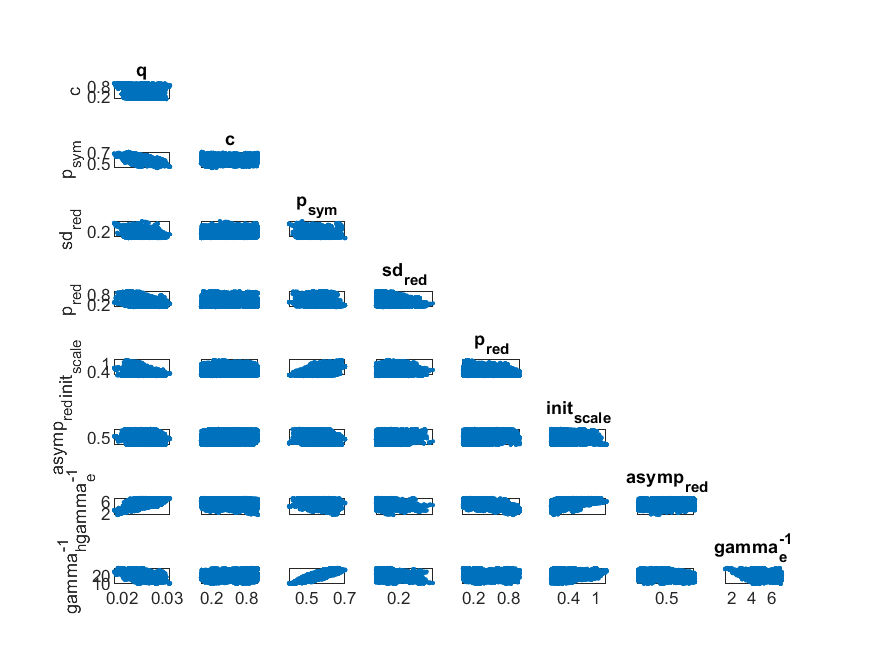 q
c 0.8
0.2
c
p_sym 0.7
0.5
p_sym
sd_red 0.2
sd_red
p_red 0.8
0.2
p_red
init_scale 1
0.4
init_scale
asymp_red 0.5
asymp_red
gamma_e^-1 6
2
gamma_e^-1
gamma_h^-1 20
10
0.02 0.03 0.2 0.8 0.5 0.7 0.2 0.2 0.8 0.4 1 0.5 2 4 6